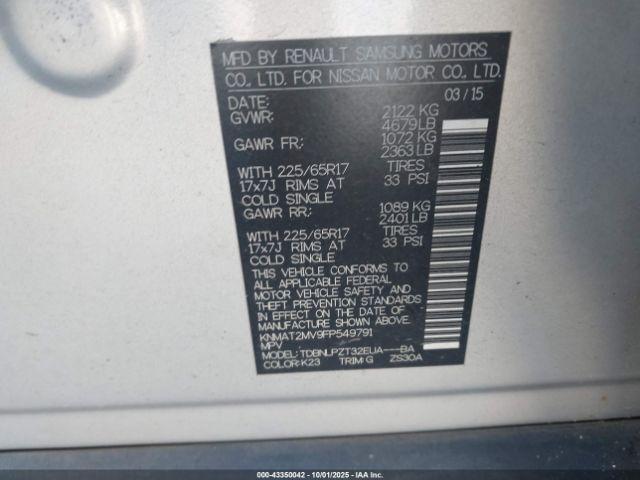 MFD BY RENAULT SAMSUNG MOTORS
CO., LTD. FOR NISSAN MOTOR CO., LTD.
DATE: 03/15
GVWR: 2122 KG
4679 LB
GAWR FR: 1072 KG
2363 LB
WITH 225/65R17 TIRES
17x7J RIMS AT 33 PSI
COLD SINGLE
GAWR RR: 1089 KG
2401 LB
WITH 225/65R17 TIRES
17x7J RIMS AT 33 PSI
COLD SINGLE
THIS VEHICLE CONFORMS TO
ALL APPLICABLE FEDERAL
MOTOR VEHICLE SAFETY AND
THEFT PREVENTION STANDARDS
IN EFFECT ON THE DATE OF
MANUFACTURE SHOWN ABOVE.
KNMAT2MV9FP549791
MPV
MODEL: TDBNLPZT32EUA---BA
COLOR: K23 TRIM: G ZS30A
000-43350042 - 10/01/2025 - IAA Inc.